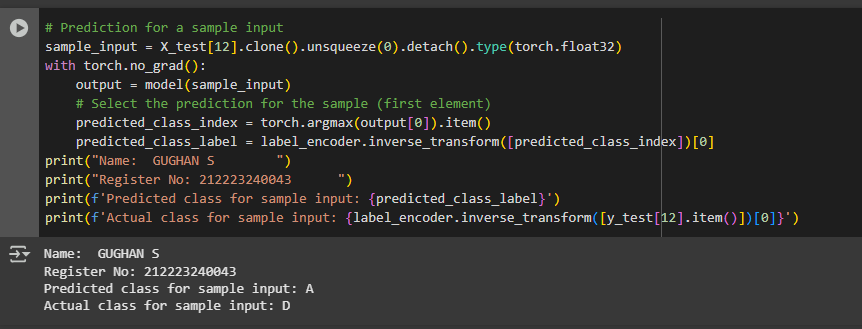 # Prediction for a sample input
sample_input = X_test[12].clone().unsqueeze(0).detach().type(torch.float32)
with torch.no_grad():
    output = model(sample_input)
    # Select the prediction for the sample (first element)
    predicted_class_index = torch.argmax(output[0]).item()
    predicted_class_label = label_encoder.inverse_transform([predicted_class_index])[0]
print("Name:  GUGHAN S        ")
print("Register No: 212223240043      ")
print(f'Predicted class for sample input: {predicted_class_label}')
print(f'Actual class for sample input: {label_encoder.inverse_transform([y_test[12].item()])[0]}')
Name:  GUGHAN S
Register No: 212223240043
Predicted class for sample input: A
Actual class for sample input: D